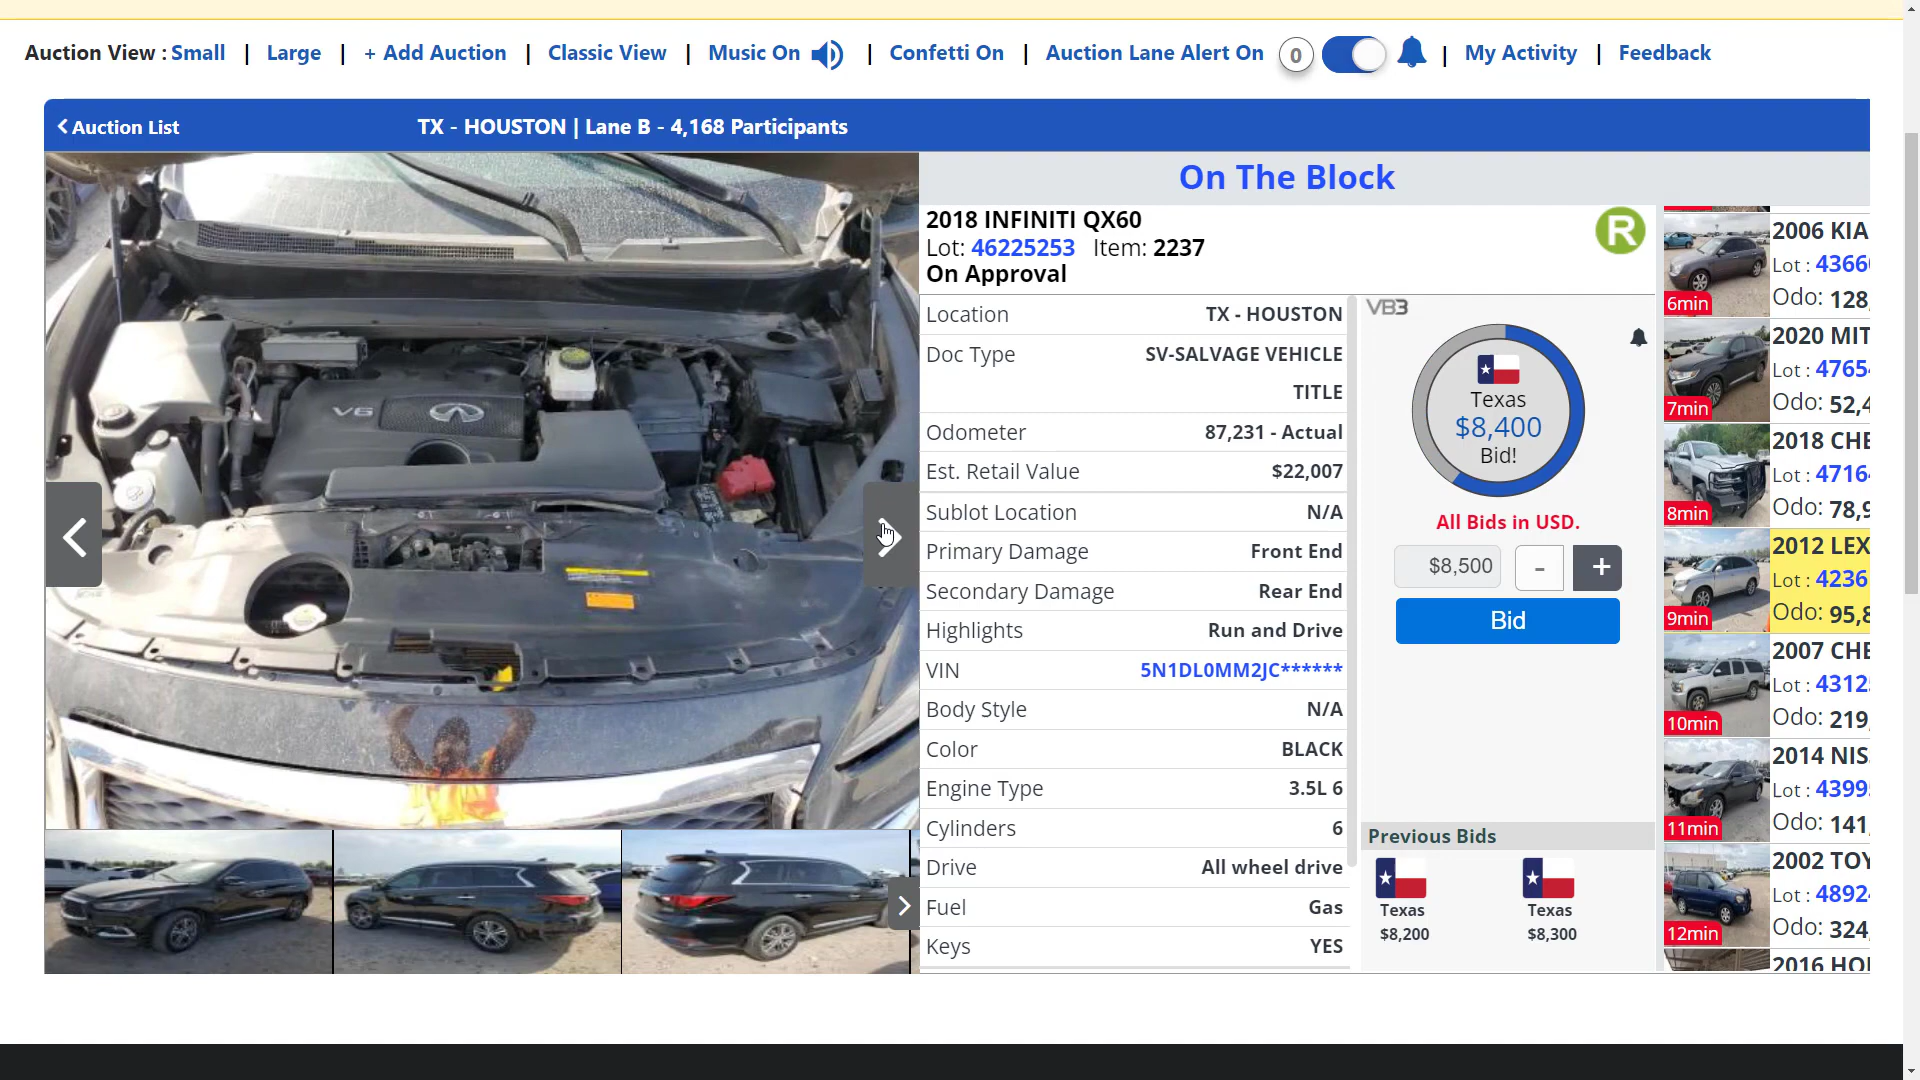 Auction View : Small | Large | + Add Auction | Classic View | Music On | Confetti On | Auction Lane Alert On 0 | My Activity | Feedback
Auction List
TX - HOUSTON | Lane B - 4,168 Participants
On The Block
2018 INFINITI QX60
Lot: 46225253 Item: 2237
On Approval
R
Location TX - HOUSTON
Doc Type SV-SALVAGE VEHICLE
TITLE
Odometer 87,231 - Actual
Est. Retail Value $22,007
Sublot Location N/A
Primary Damage Front End
Secondary Damage Rear End
Highlights Run and Drive
VIN 5N1DL0MM2JC******
Body Style N/A
Color BLACK
Engine Type 3.5L 6
Cylinders 6
Drive All wheel drive
Fuel Gas
Keys YES
V6
VB3
Texas
$8,400
Bid!
All Bids in USD.
$8,500 - +
Bid
Previous Bids
Texas
$8,200
Texas
$8,300
2006 KIA
Lot : 4366
Odo: 128,
6min
2020 MIT
Lot : 4765
Odo: 52,4
7min
2018 CHE
Lot : 4716
Odo: 78,9
8min
2012 LEX
Lot : 4236
Odo: 95,8
9min
2007 CHE
Lot : 4312
Odo: 219,
10min
2014 NIS
Lot : 4399
Odo: 141,
11min
2002 TOY
Lot : 4892
Odo: 324,
12min
2016 HO